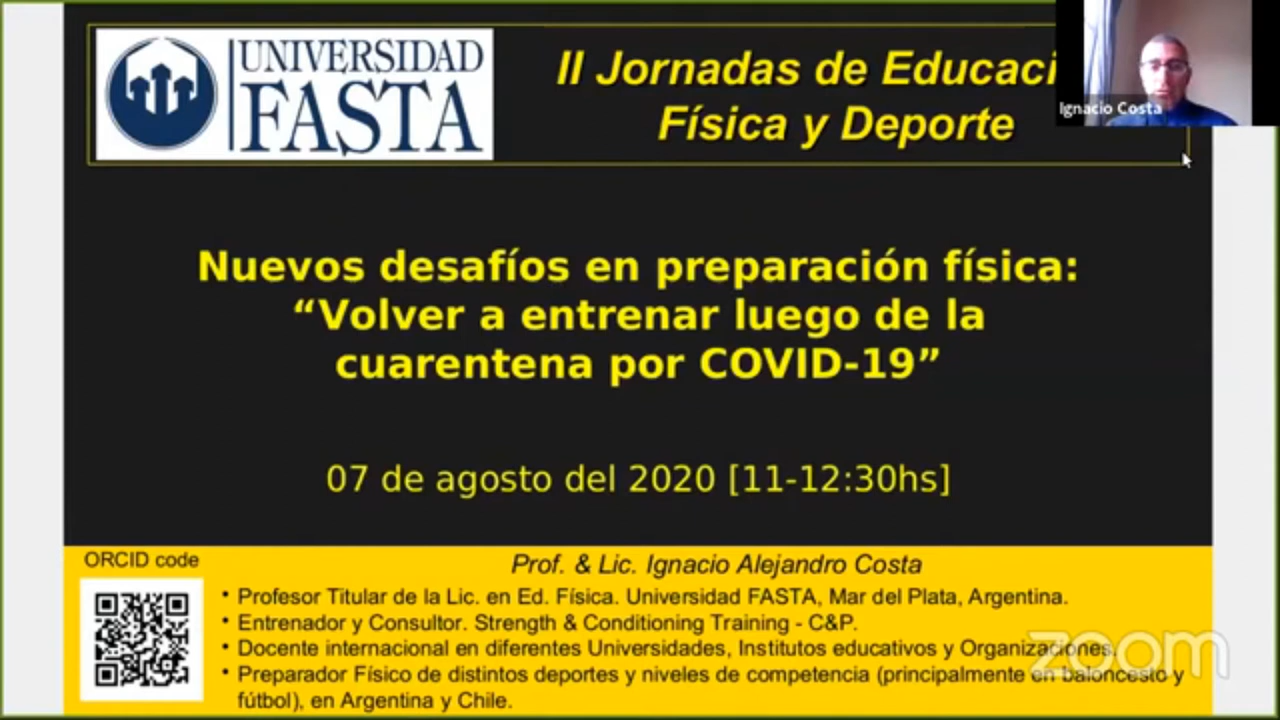 UNIVERSIDAD
FASTA
II Jornadas de Educaci
Física y Deporte
Ignacio Costa
Nuevos desafíos en preparación física:
“Volver a entrenar luego de la
cuarentena por COVID-19”
07 de agosto del 2020 [11-12:30hs]
ORCID code
Prof. & Lic. Ignacio Alejandro Costa
• Profesor Titular de la Lic. en Ed. Física. Universidad FASTA, Mar del Plata, Argentina.
• Entrenador y Consultor. Strength & Conditioning Training - C&P.
• Docente internacional en diferentes Universidades, Institutos educativos y Organizaciones.
• Preparador Físico de distintos deportes y niveles de competencia (principalmente en baloncesto y
fútbol), en Argentina y Chile.
zoom